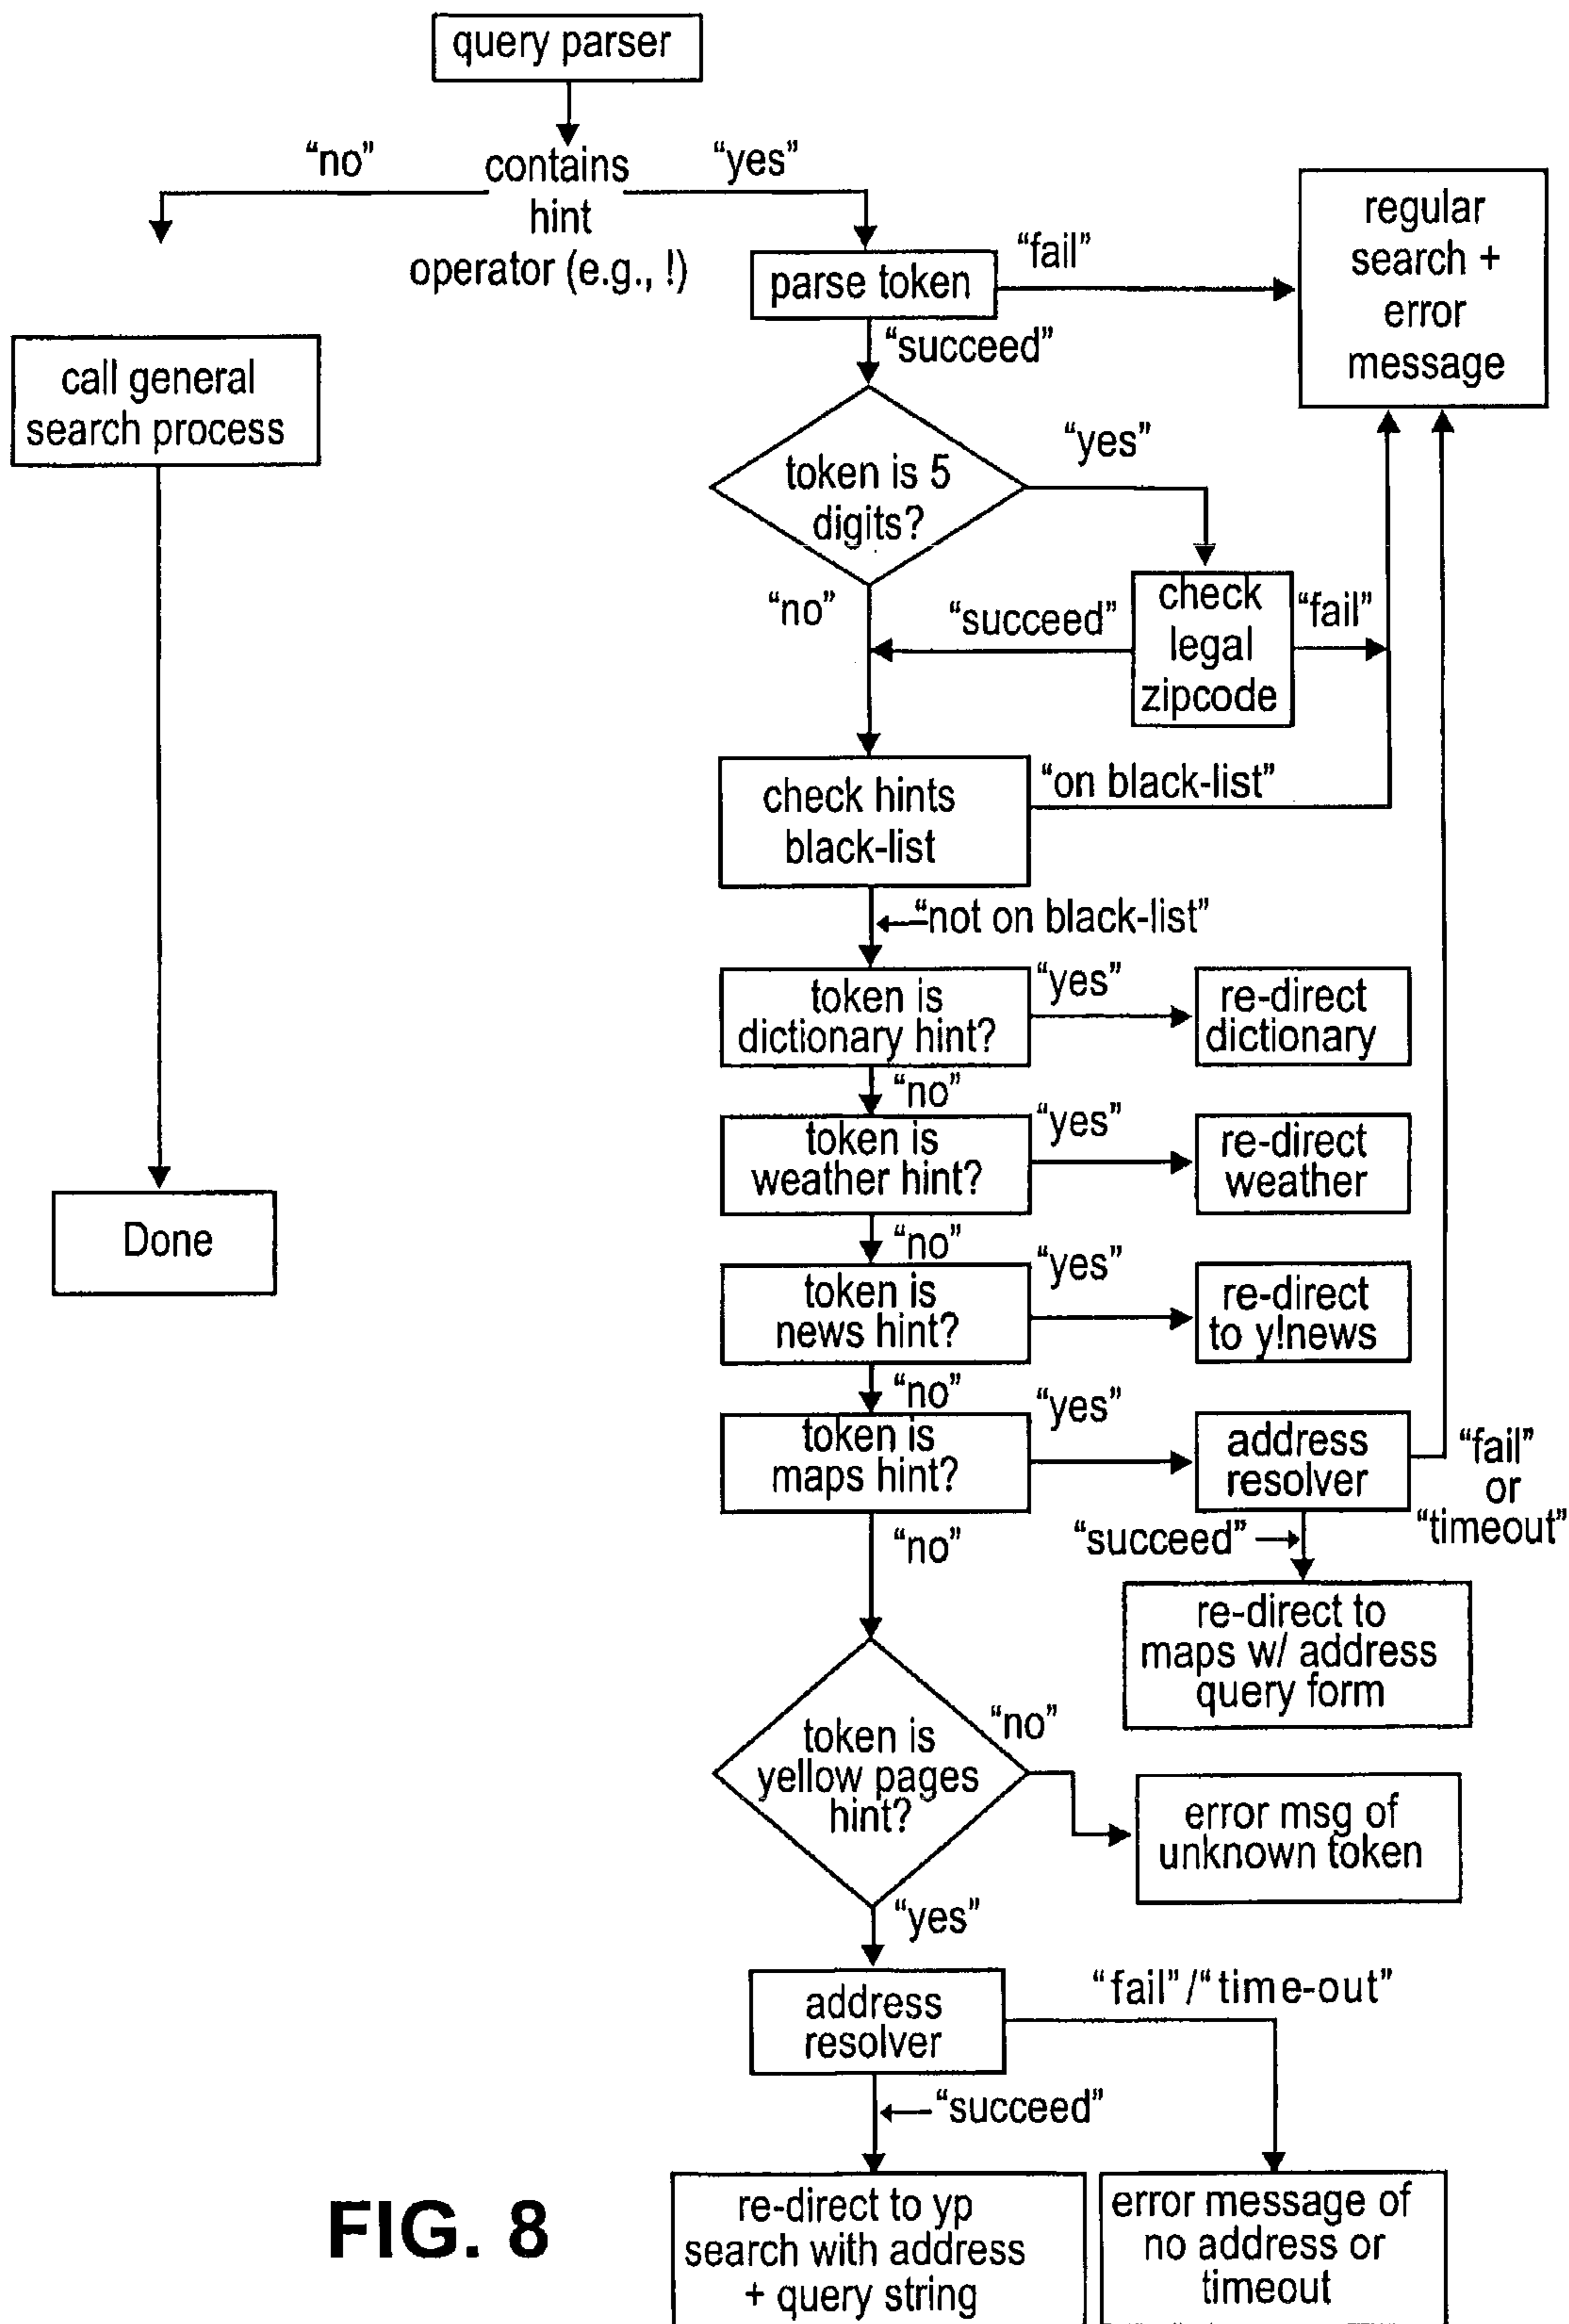 query parser
“no”
contains
hint
operator (e.g., !)
“yes”
parse token
“fail”
regular
search +
error
message
“succeed”
call general
search process
token is 5
digits?
“yes”
“no”
“succeed”
check
legal
zipcode
“fail”
check hints
black-list
“on black-list”
“not on black-list”
token is
dictionary hint?
“yes”
re-direct
dictionary
“no”
token is
weather hint?
“yes”
re-direct
weather
Done
“no”
token is
news hint?
“yes”
re-direct
to y!news
“no”
token is
maps hint?
“yes”
address
resolver
“fail”
or
“timeout”
“no”
“succeed”
re-direct to
maps w/ address
query form
token is
yellow pages
hint?
“no”
error msg of
unknown token
“yes”
address
resolver
“fail”/“time-out”
“succeed”
re-direct to yp
search with address
+ query string
error message of
no address or
timeout
FIG. 8